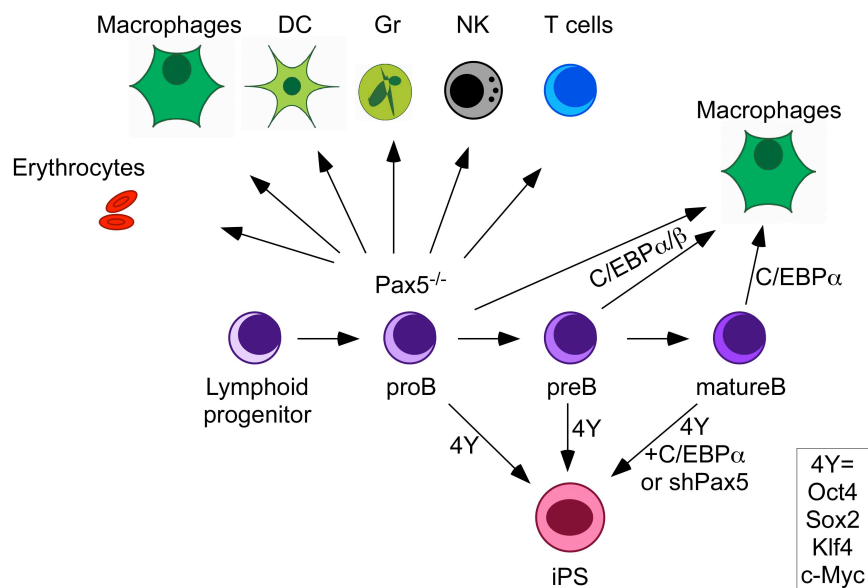 Macrophages
DC
Gr
NK
T cells
Macrophages
Erythrocytes
C/EBPα/β
C/EBPα
Pax5-/-
Lymphoid
progenitor
proB
preB
matureB
4Y
4Y
4Y
+C/EBPα
or shPax5
iPS
4Y=
Oct4
Sox2
Klf4
c-Myc